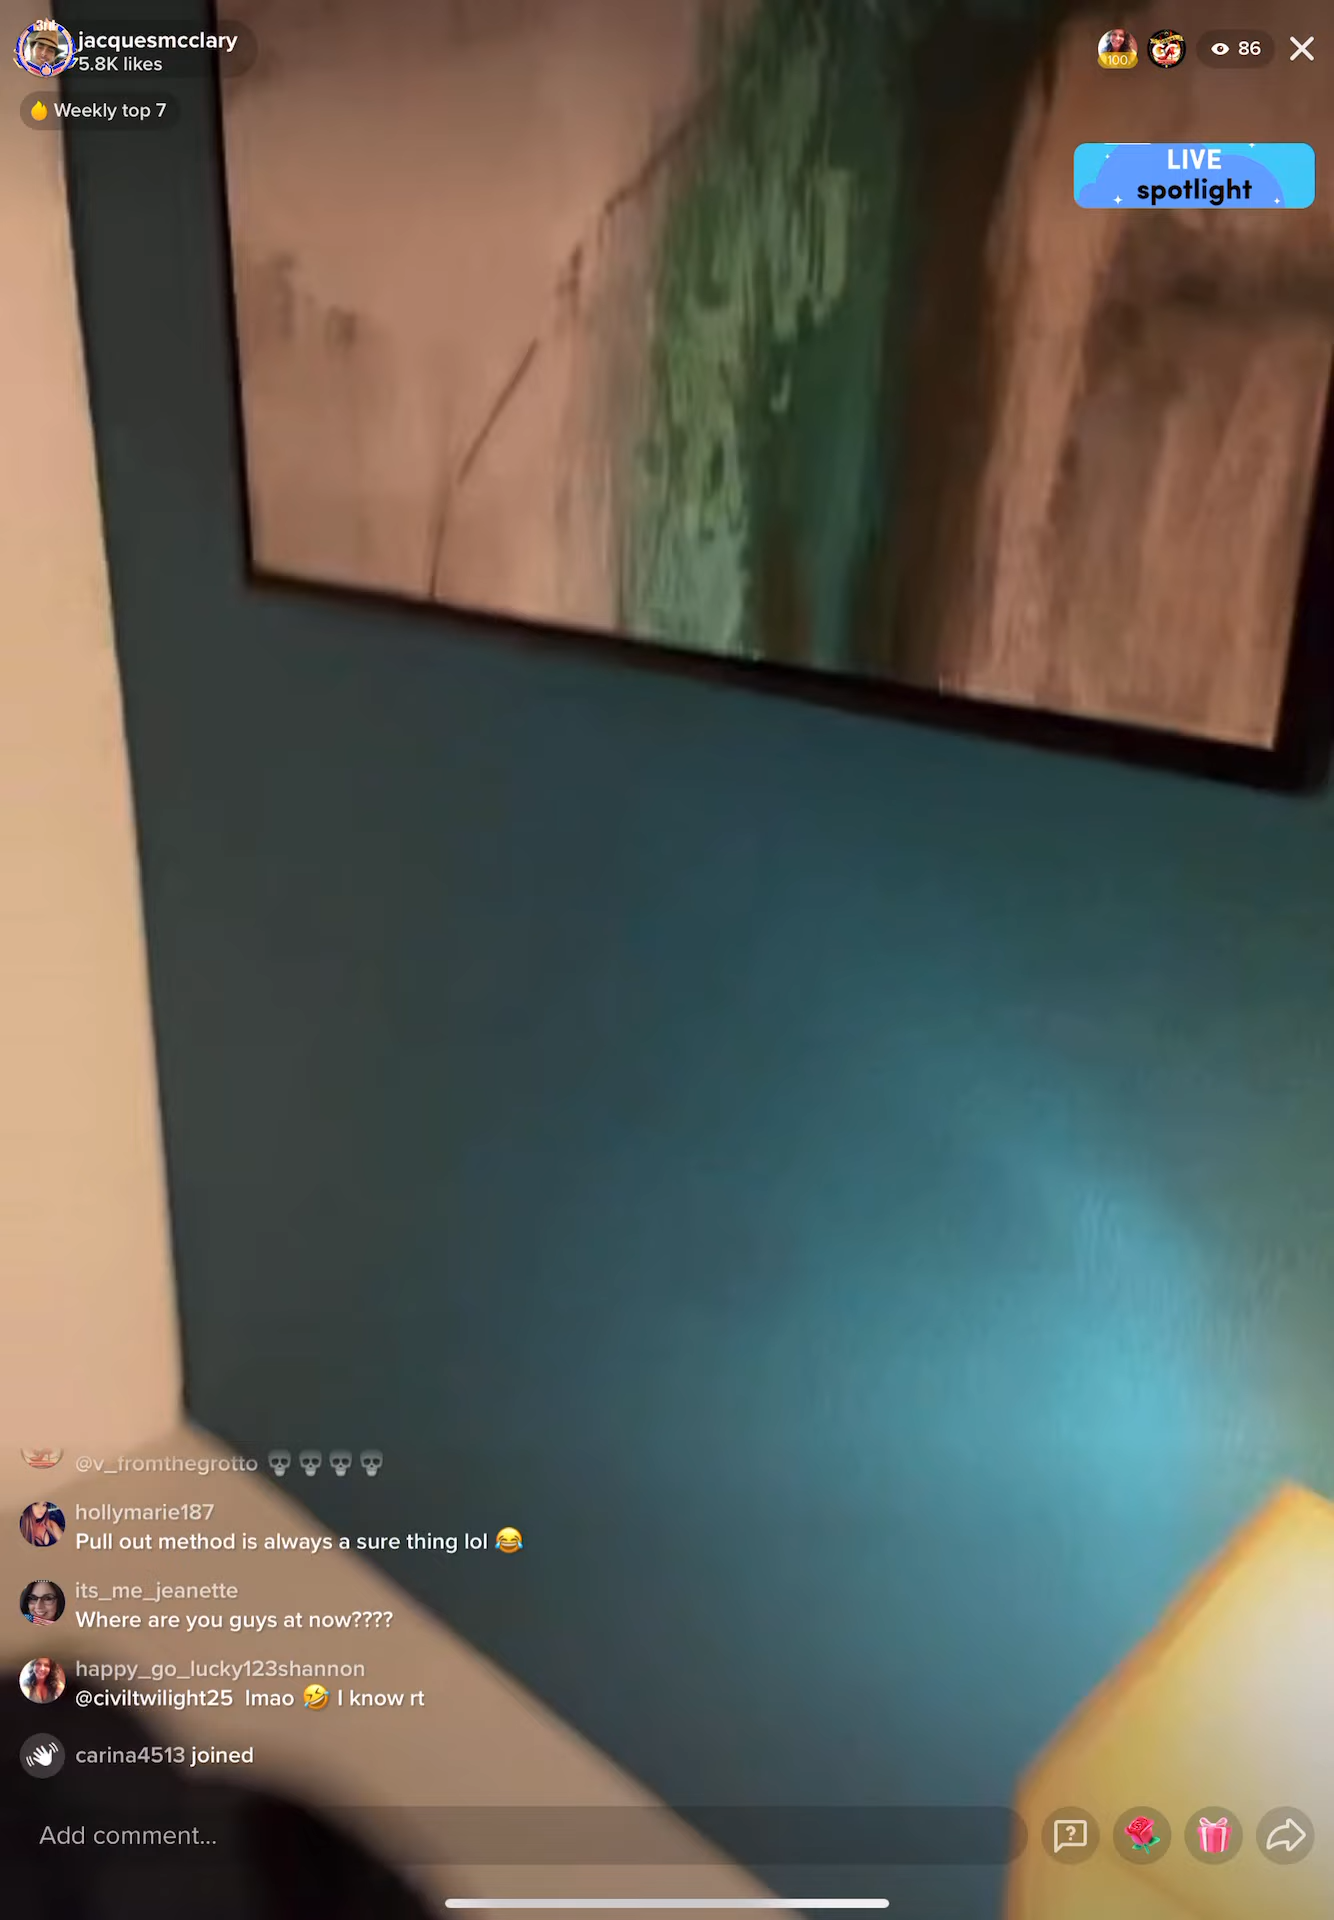 jacquesmcclary
5.8K likes
100
86
Weekly top 7
LIVE
spotlight
@v_fromthegrotto 💀💀💀💀
hollymarie187
Pull out method is always a sure thing lol 😂
its_me_jeanette
Where are you guys at now????
happy_go_lucky123shannon
@civiltwilight25 lmao 🤣 I know rt
carina4513 joined
Add comment...